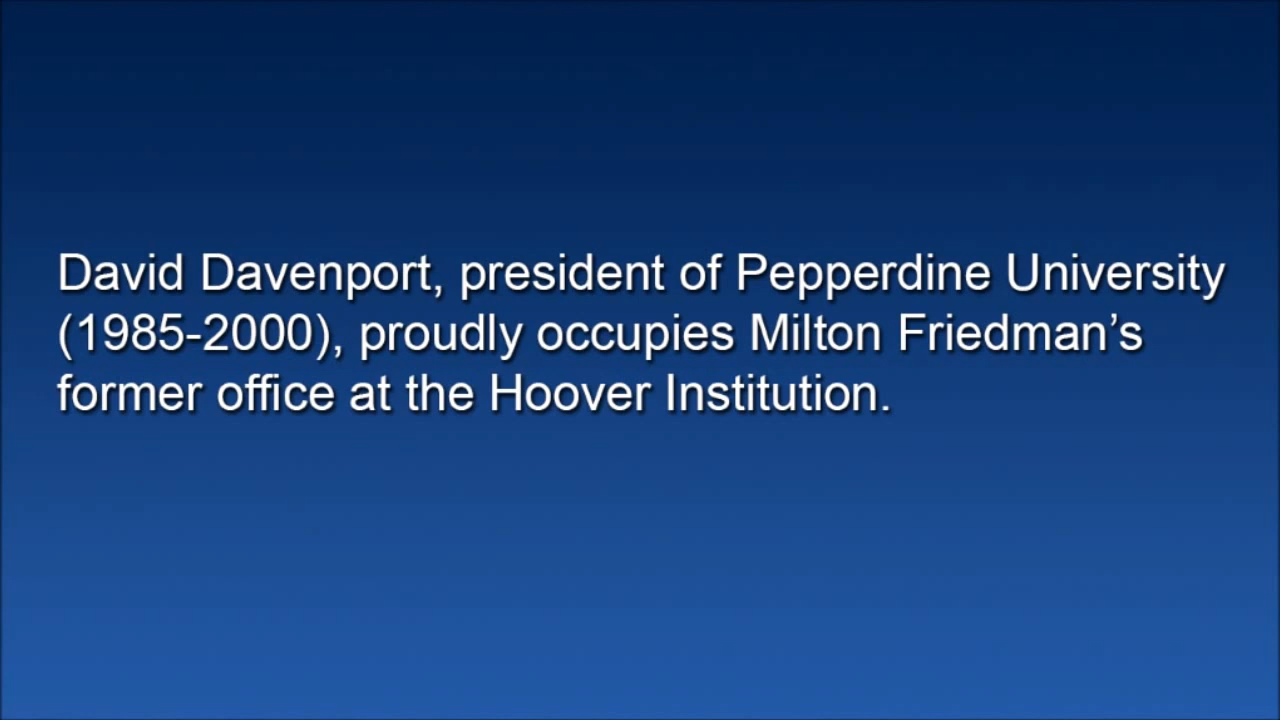 David Davenport, president of Pepperdine University
(1985-2000), proudly occupies Milton Friedman’s
former office at the Hoover Institution.